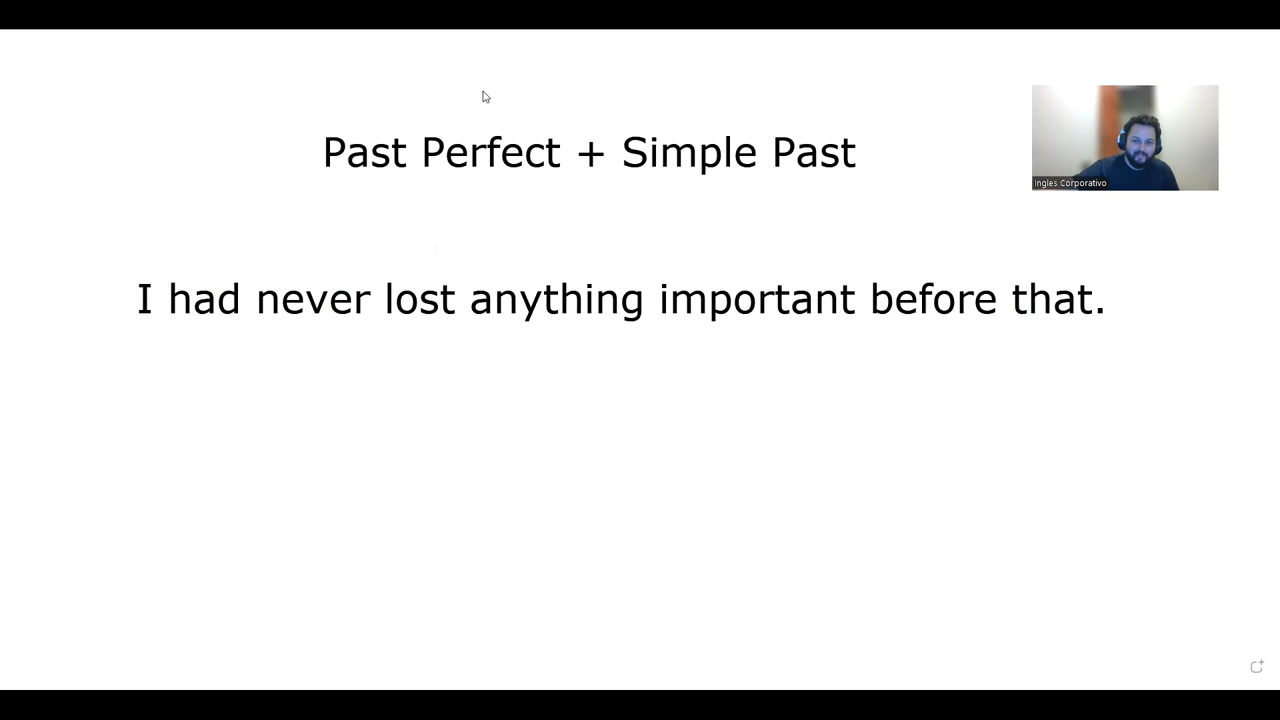 Past Perfect + Simple Past
Ingles Corporativo
I had never lost anything important before that.